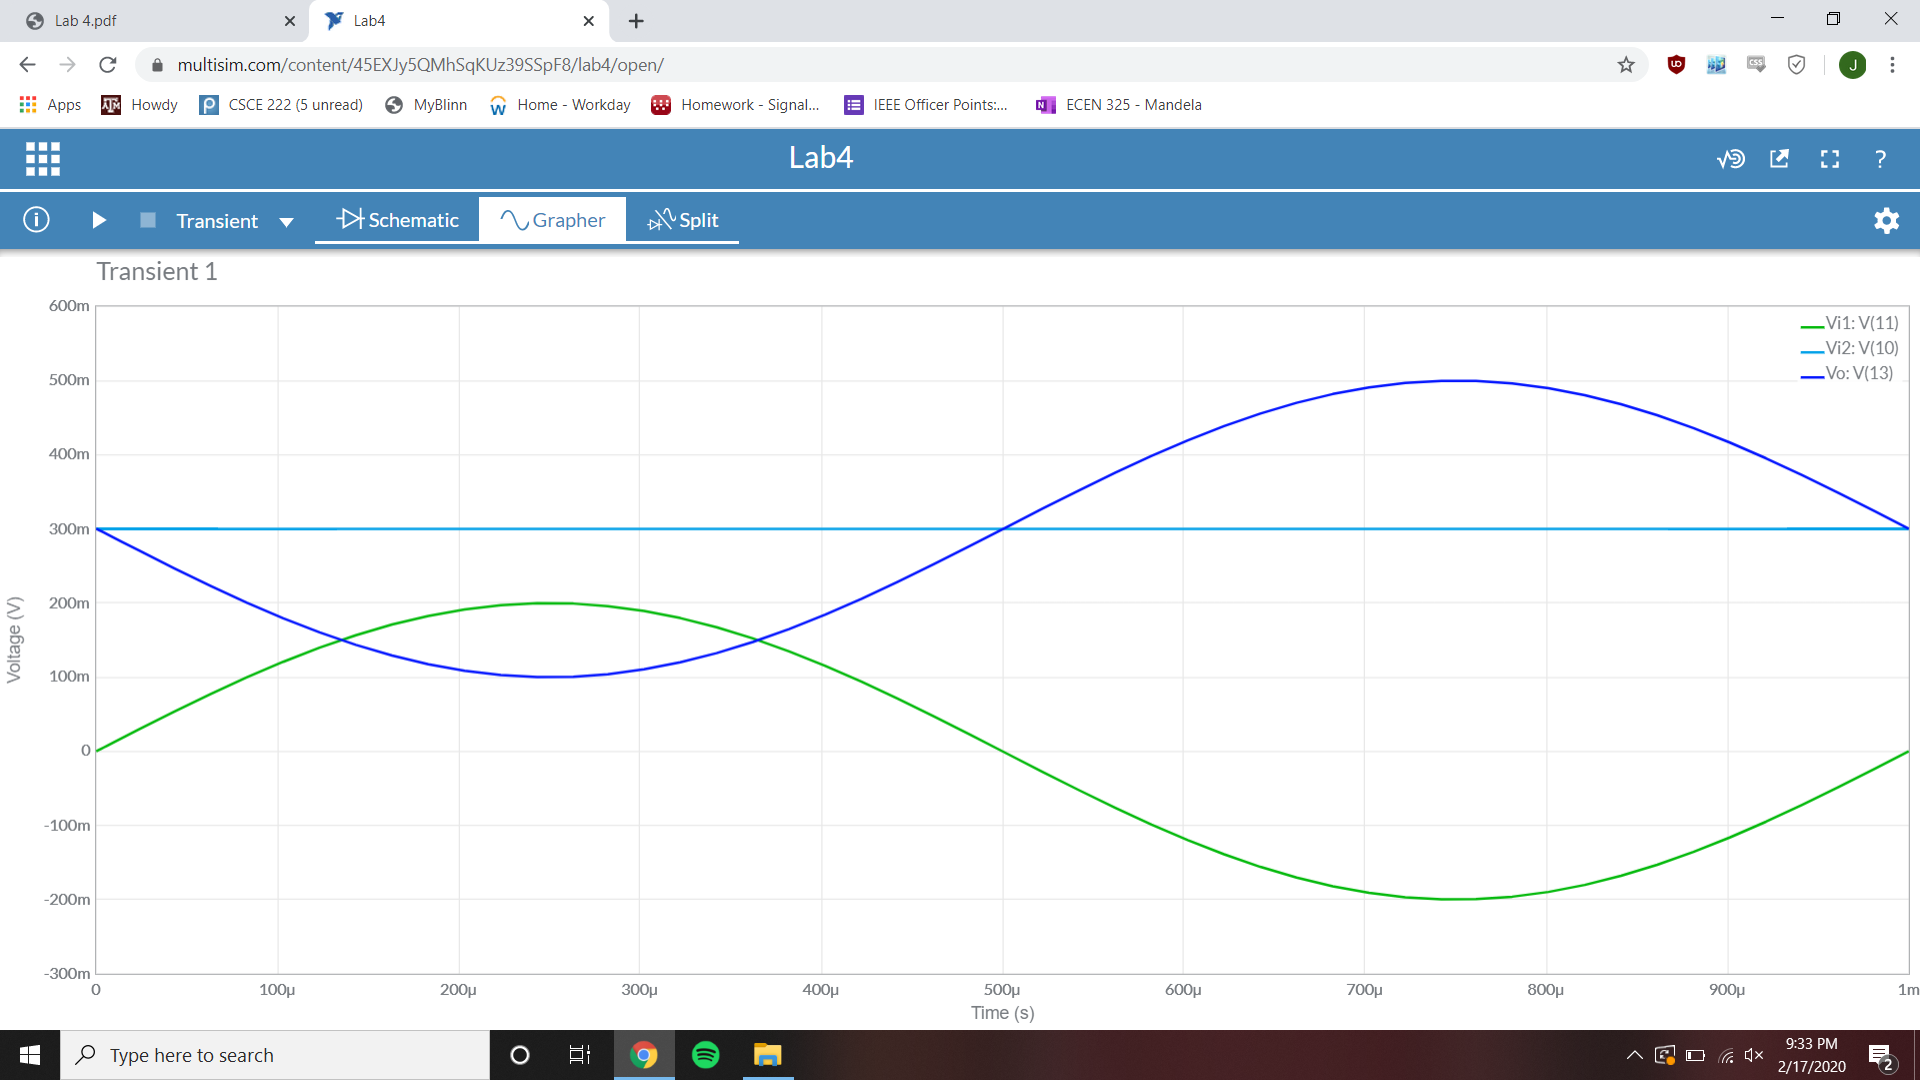 Lab 4.pdf
Lab4
multisim.com/content/45EXJy5QMhSqKUz39SSpF8/lab4/open/
J
Apps
Howdy
CSCE 222 (5 unread)
MyBlinn
Home - Workday
Homework - Signal...
IEEE Officer Points:...
ECEN 325 - Mandela
Lab4
?
Transient
Schematic
Grapher
Split
Transient 1
Vi1: V(11)
Vi2: V(10)
Vo: V(13)
600m
500m
400m
300m
200m
100m
0
-100m
-200m
-300m
Voltage (V)
0 100µ 200µ 300µ 400µ 500µ 600µ 700µ 800µ 900µ 1m
Time (s)
Type here to search
9:33 PM
2/17/2020
2